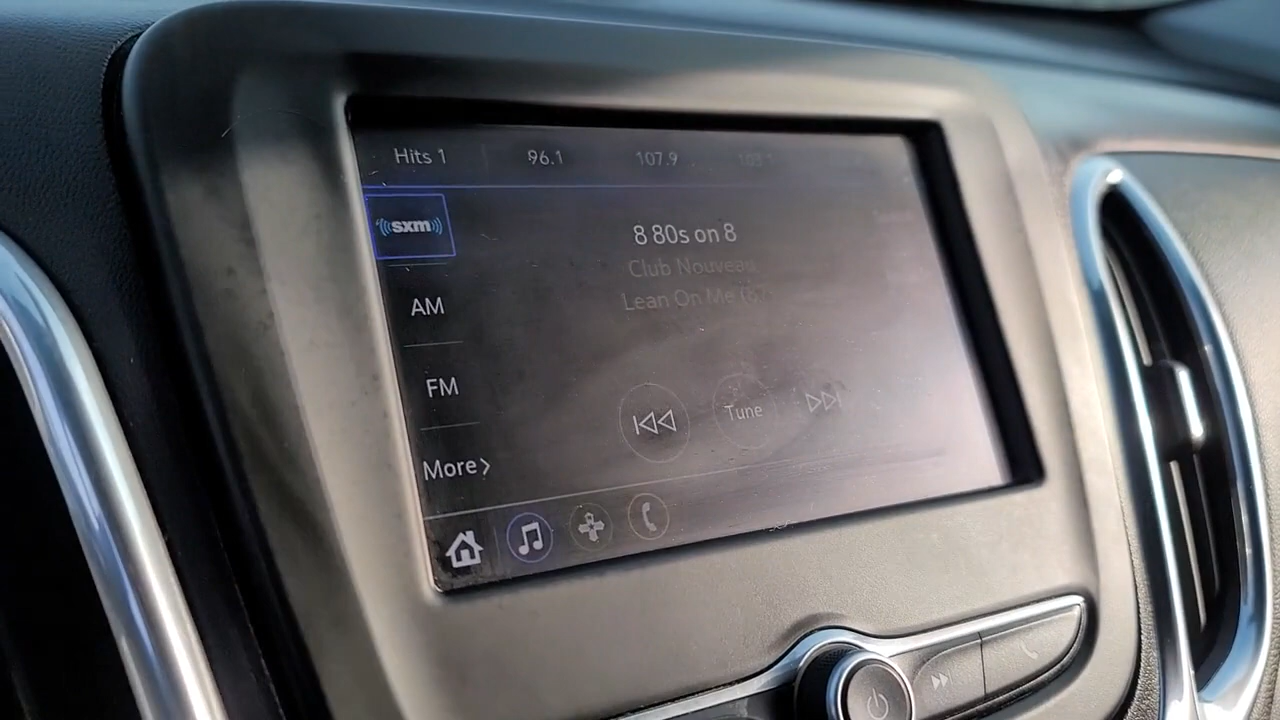 Hits 1 96.1 107.9
sxm
8 80s on 8
Club Nouveau
Lean On Me (87
AM
FM
Tune
More